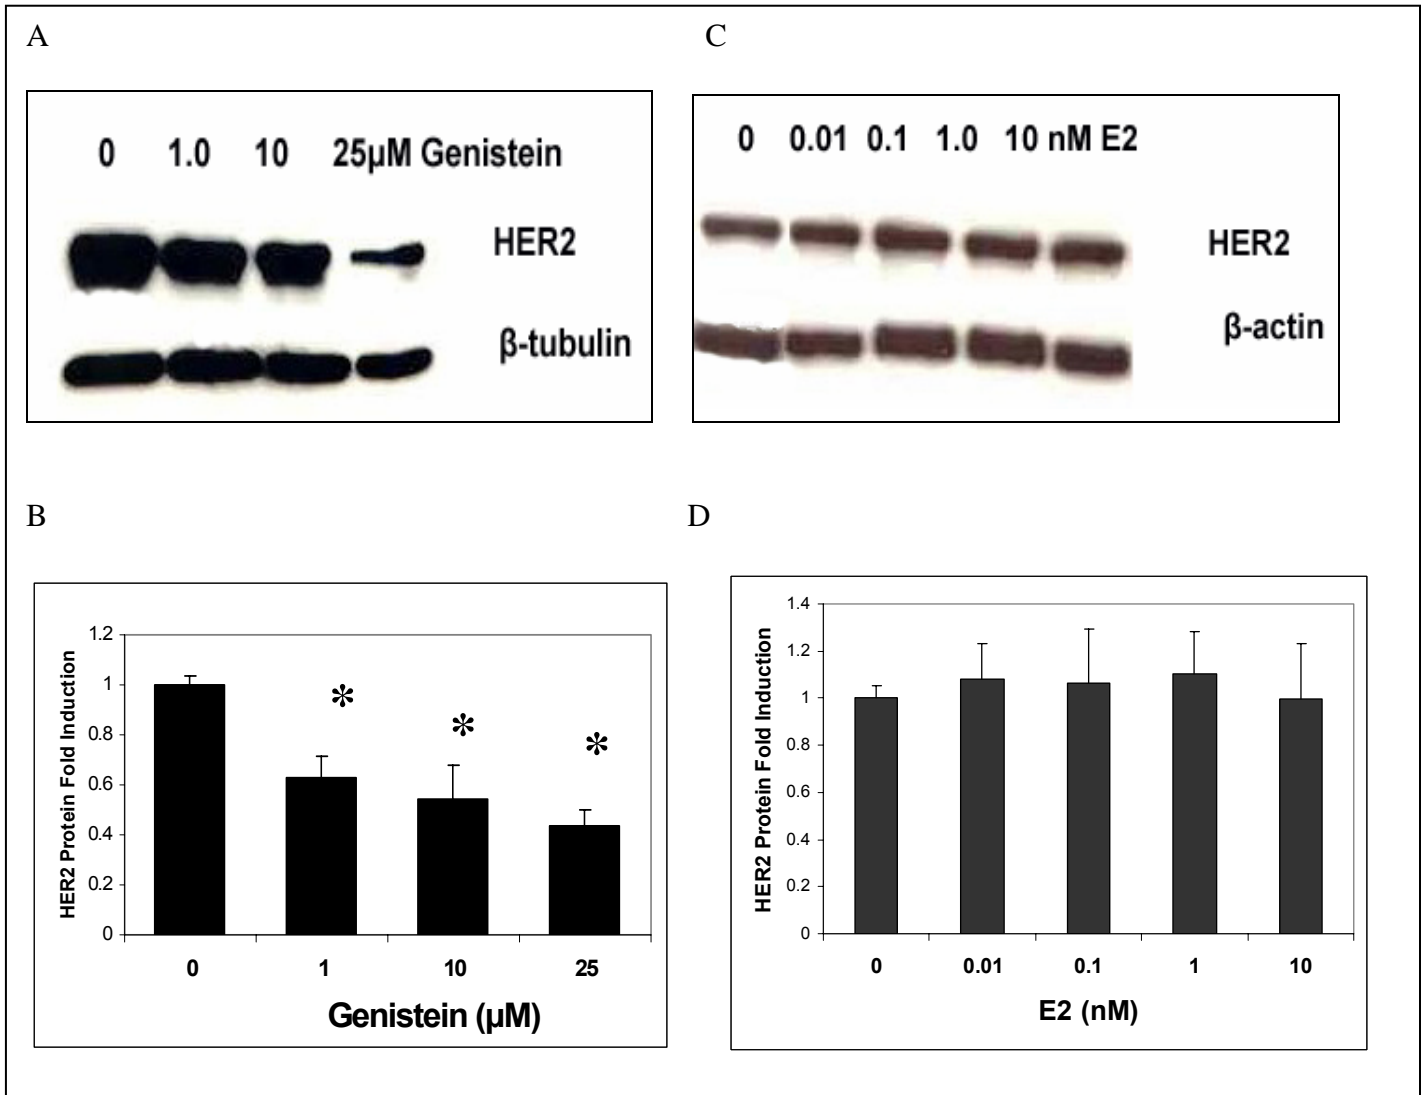 A
0 1.0 10 25µM Genistein
HER2
β-tubulin
C
0 0.01 0.1 1.0 10 nM E2
HER2
β-actin
B
HER2 Protein Fold Induction
1.2
1
0.8
0.6
0.4
0.2
0
*
*
*
0 1 10 25
Genistein (µM)
D
HER2 Protein Fold Induction
1.4
1.2
1
0.8
0.6
0.4
0.2
0
0 0.01 0.1 1 10
E2 (nM)